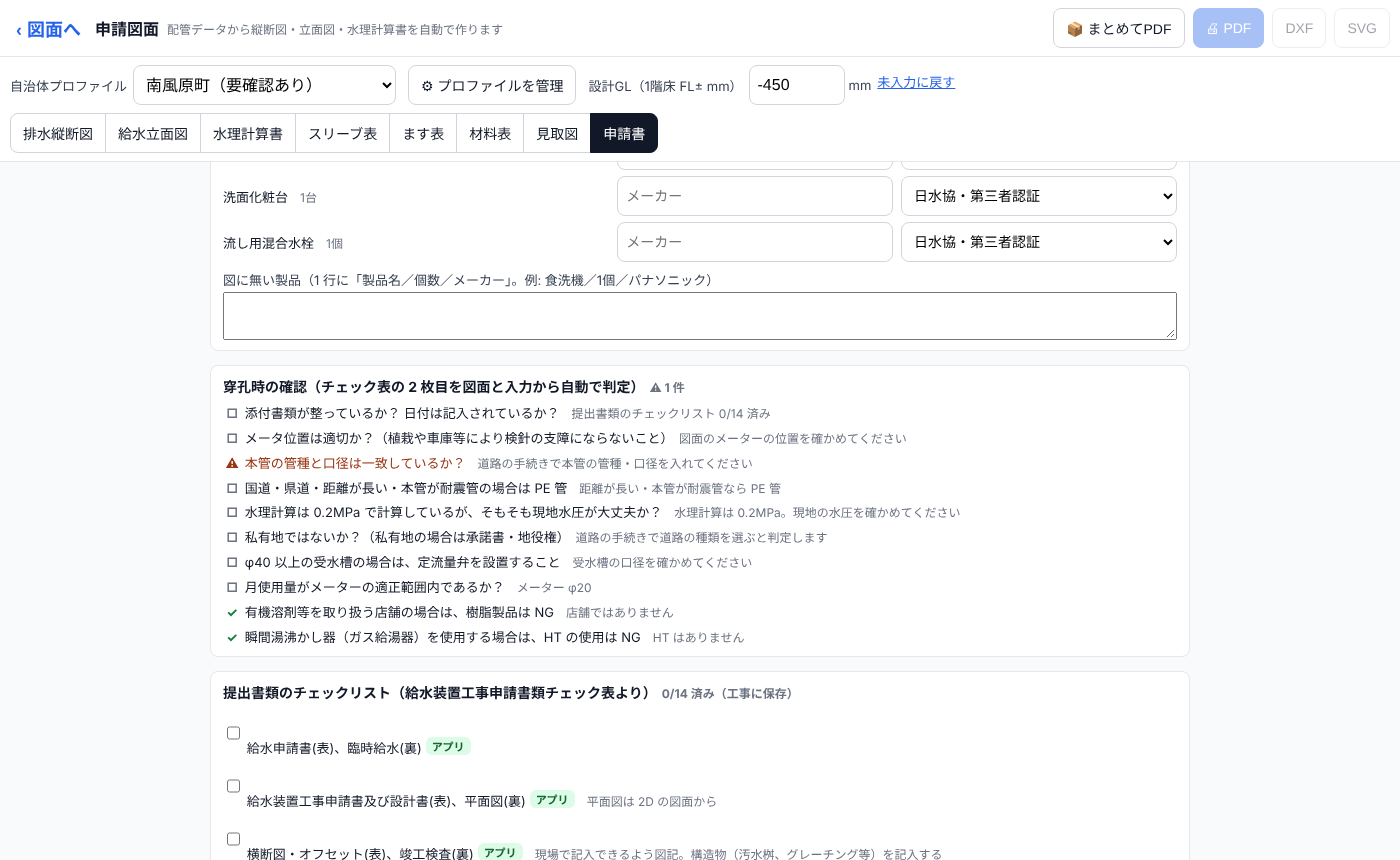 ‹ 図面へ 申請図面 配管データから縦断図・立面図・水理計算書を自動で作ります 📦 まとめてPDF 🖨 PDF DXF SVG
自治体プロファイル 南風原町（要確認あり） ⚙ プロファイルを管理 設計GL（1階床 FL± mm） -450 mm 未入力に戻す
排水縦断図 給水立面図 水理計算書 スリーブ表 ます表 材料表 見取図 申請書
洗面化粧台 1台 メーカー 日水協・第三者認証
流し用混合水栓 1個 メーカー 日水協・第三者認証
図に無い製品（1 行に「製品名／個数／メーカー」。例: 食洗機／1個／パナソニック）
穿孔時の確認（チェック表の 2 枚目を図面と入力から自動で判定） ⚠ 1 件
☐ 添付書類が整っているか？ 日付は記入されているか？ 提出書類のチェックリスト 0/14 済み
☐ メータ位置は適切か？（植栽や車庫等により検針の支障にならないこと） 図面のメーターの位置を確かめてください
⚠ 本管の管種と口径は一致しているか？ 道路の手続きで本管の管種・口径を入れてください
☐ 国道・県道・距離が長い・本管が耐震管の場合は PE 管 距離が長い・本管が耐震管なら PE 管
☐ 水理計算は 0.2MPa で計算しているが、そもそも現地水圧が大丈夫か？ 水理計算は 0.2MPa。現地の水圧を確かめてください
☐ 私有地ではないか？（私有地の場合は承諾書・地役権） 道路の手続きで道路の種類を選ぶと判定します
☐ φ40 以上の受水槽の場合は、定流量弁を設置すること 受水槽の口径を確かめてください
☐ 月使用量がメーターの適正範囲内であるか？ メーター φ20
✓ 有機溶剤等を取り扱う店舗の場合は、樹脂製品は NG 店舗ではありません
✓ 瞬間湯沸かし器（ガス給湯器）を使用する場合は、HT の使用は NG HT はありません
提出書類のチェックリスト（給水装置工事申請書類チェック表より） 0/14 済み（工事に保存）
給水申請書(表)、臨時給水(裏) アプリ
給水装置工事申請書及び設計書(表)、平面図(裏) アプリ 平面図は 2D の図面から
横断図・オフセット(表)、竣工検査(裏) アプリ 現場で記入できるよう図記。構造物（汚水桝、グレーチング等）を記入する